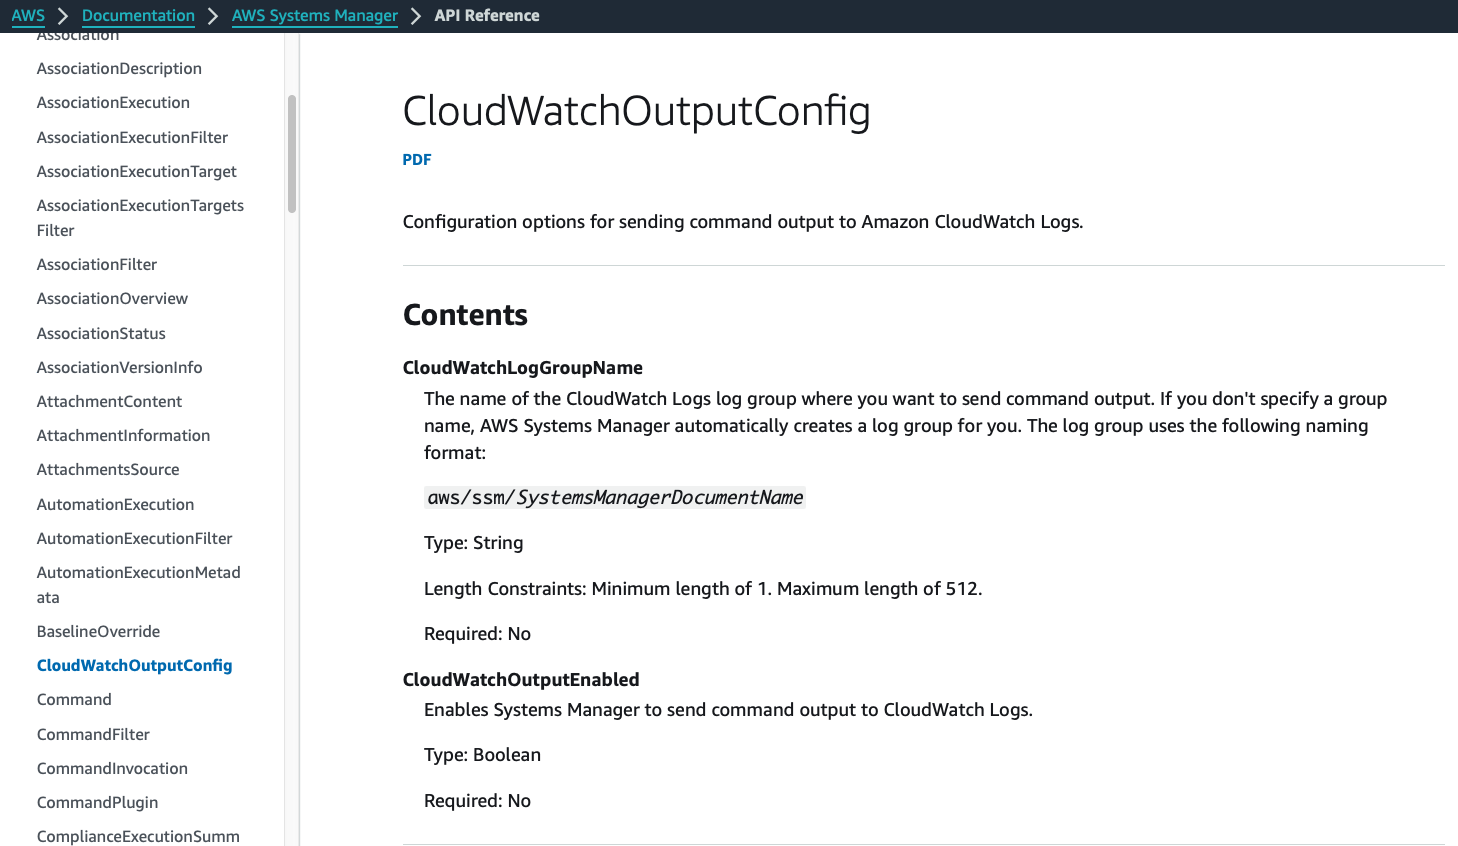 AWS > Documentation > AWS Systems Manager > API Reference
Association
AssociationDescription
AssociationExecution
AssociationExecutionFilter
AssociationExecutionTarget
AssociationExecutionTargets
Filter
AssociationFilter
AssociationOverview
AssociationStatus
AssociationVersionInfo
AttachmentContent
AttachmentInformation
AttachmentsSource
AutomationExecution
AutomationExecutionFilter
AutomationExecutionMetad
ata
BaselineOverride
CloudWatchOutputConfig
Command
CommandFilter
CommandInvocation
CommandPlugin
ComplianceExecutionSumm
CloudWatchOutputConfig
PDF
Configuration options for sending command output to Amazon CloudWatch Logs.
Contents
CloudWatchLogGroupName
The name of the CloudWatch Logs log group where you want to send command output. If you don't specify a group
name, AWS Systems Manager automatically creates a log group for you. The log group uses the following naming
format:
aws/ssm/SystemsManagerDocumentName
Type: String
Length Constraints: Minimum length of 1. Maximum length of 512.
Required: No
CloudWatchOutputEnabled
Enables Systems Manager to send command output to CloudWatch Logs.
Type: Boolean
Required: No